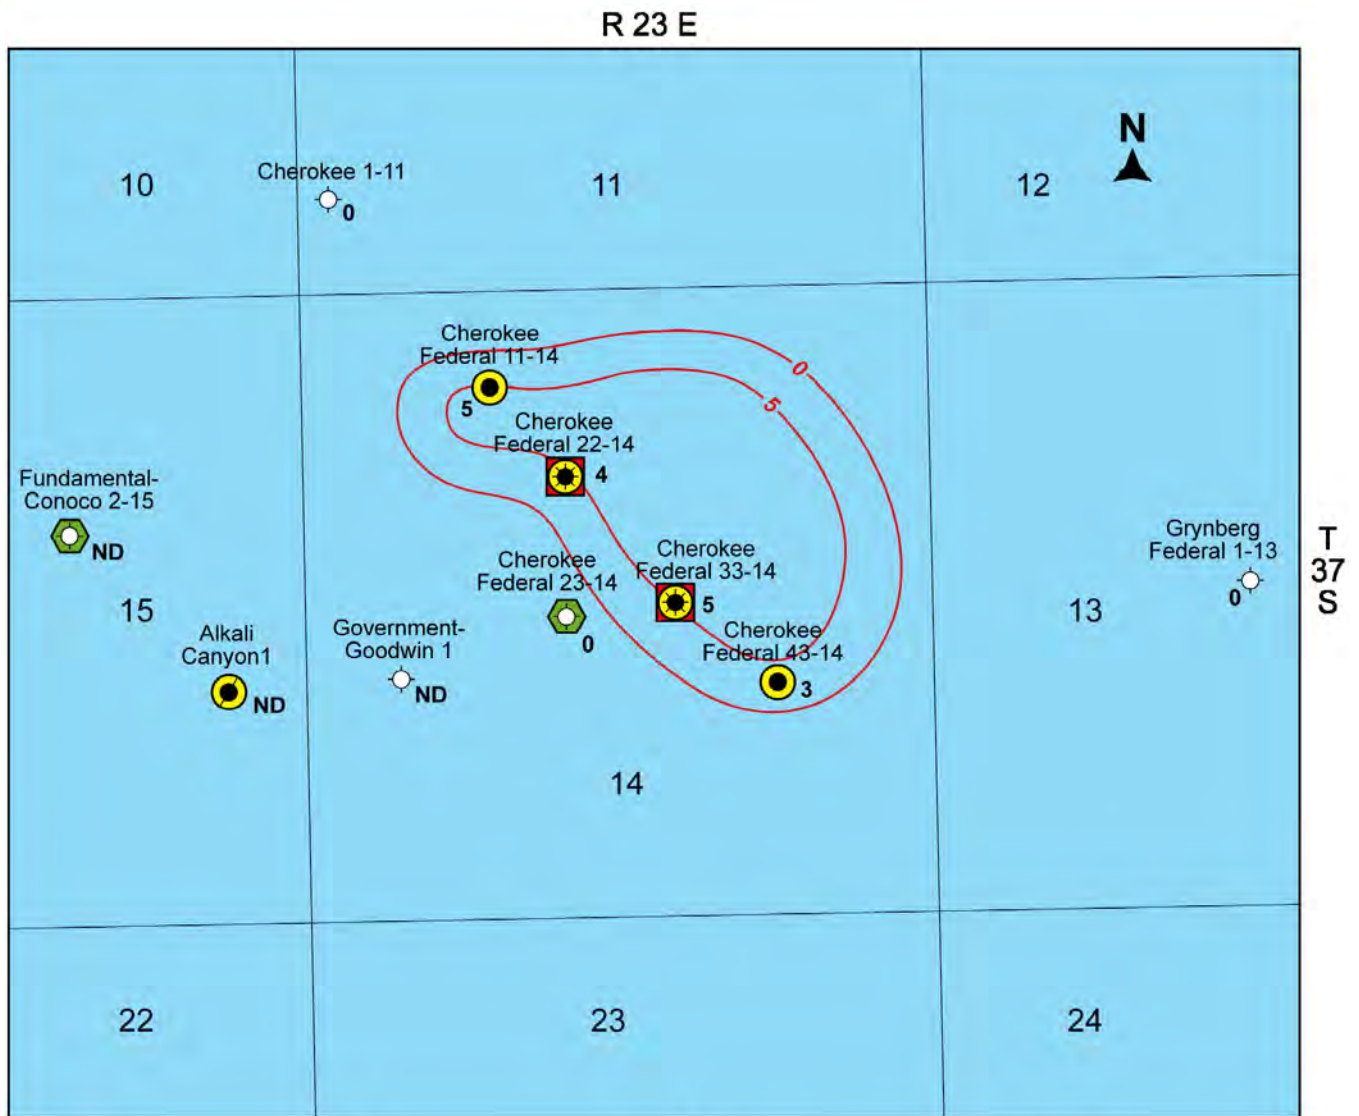 R 23 E
N
10
Cherokee 1-11
0
11
12
Cherokee
Federal 11-14
5
0
5
Cherokee
Federal 22-14
4
Fundamental-
Conoco 2-15
ND
Cherokee
Federal 23-14
0
Cherokee
Federal 33-14
5
Grynberg
Federal 1-13
0
T
37
S
15
13
Alkali
Canyon1
ND
Government-
Goodwin 1
ND
Cherokee
Federal 43-14
3
14
22
23
24